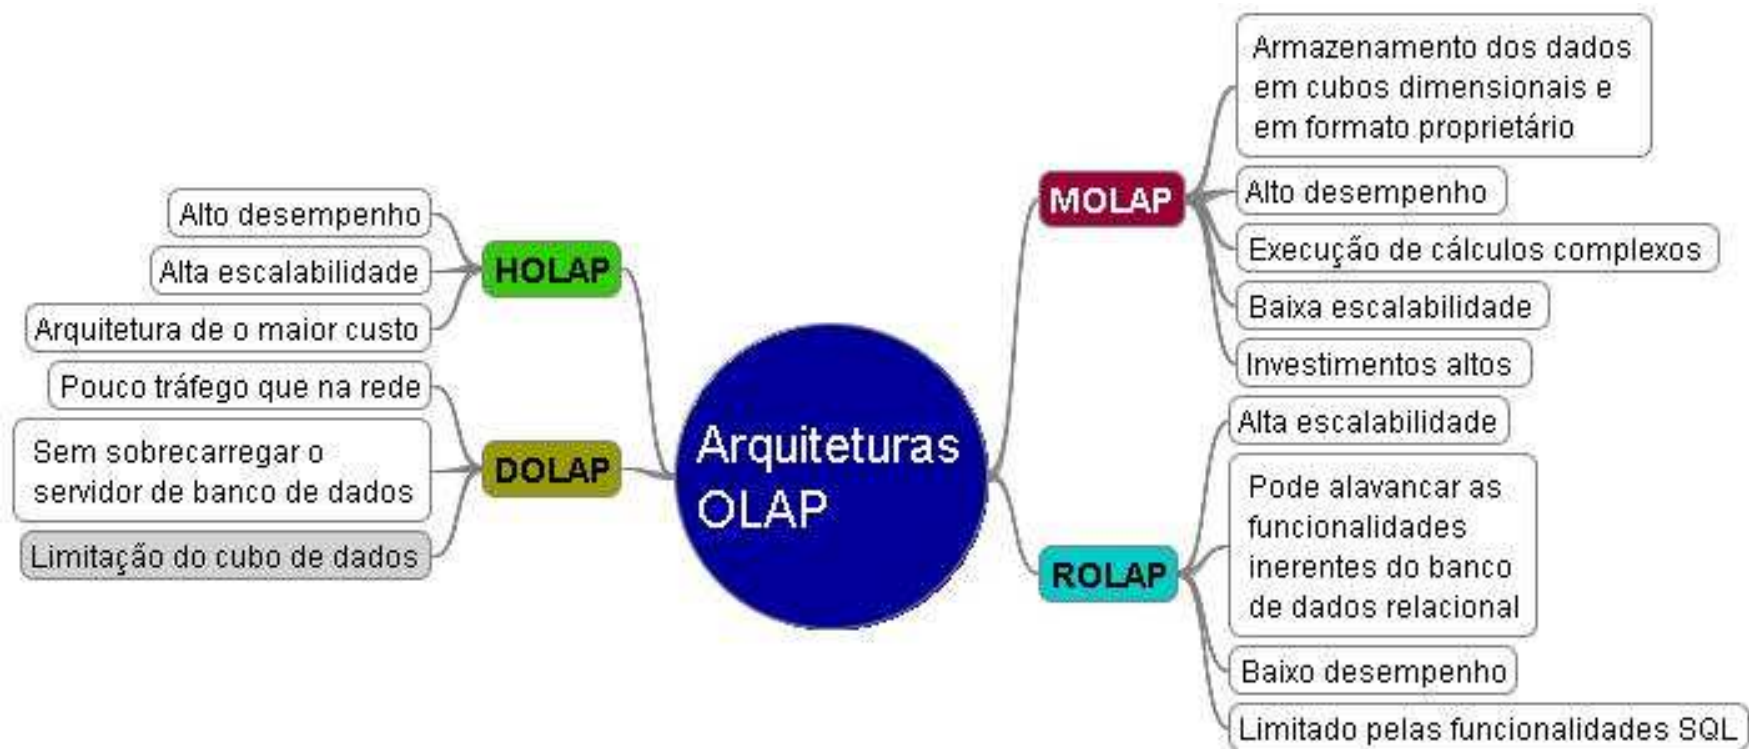 Arquiteturas
OLAP
HOLAP
Alto desempenho
Alta escalabilidade
Arquitetura de o maior custo
DOLAP
Pouco tráfego que na rede
Sem sobrecarregar o
servidor de banco de dados
Limitação do cubo de dados
MOLAP
Armazenamento dos dados
em cubos dimensionais e
em formato proprietário
Alto desempenho
Execução de cálculos complexos
Baixa escalabilidade
Investimentos altos
ROLAP
Alta escalabilidade
Pode alavancar as
funcionalidades
inerentes do banco
de dados relacional
Baixo desempenho
Limitado pelas funcionalidades SQL